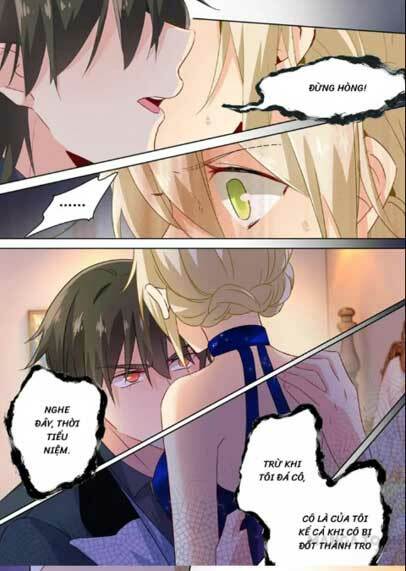 ĐỪNG HÒNG!
......
NGHE
ĐÂY, THỜI
TIỂU
NIỆM.
TRỪ KHI
TÔI ĐÁ CÔ,
CÔ LÀ CỦA TÔI
KỂ CẢ KHI CÔ BỊ
ĐỐT THÀNH TRO